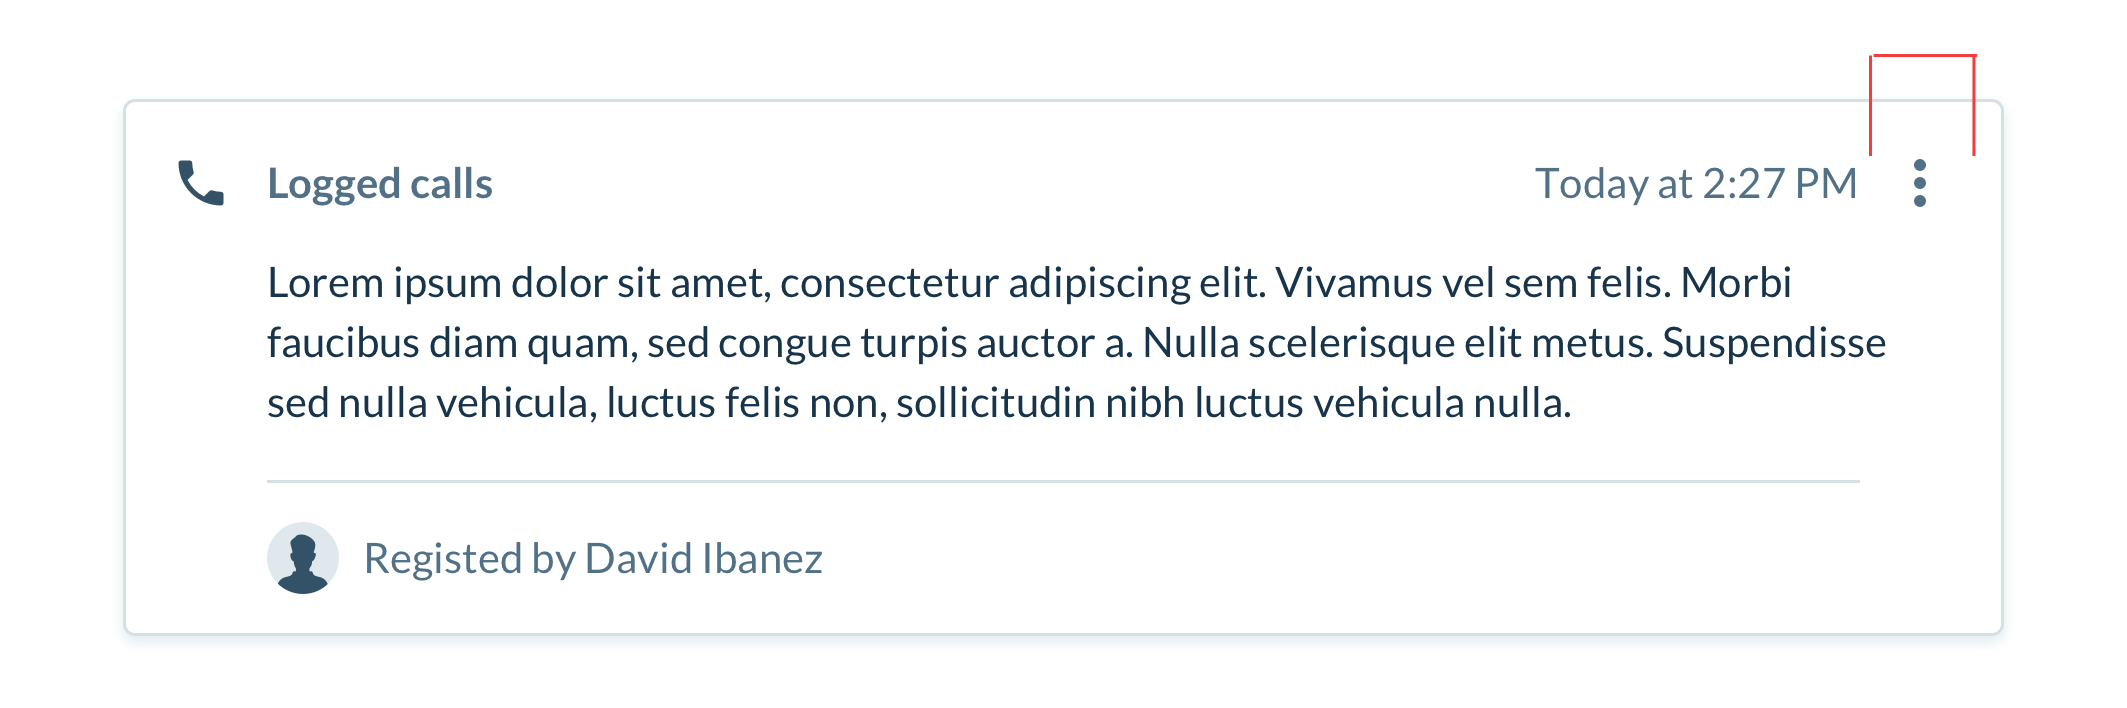 Logged calls
Today at 2:27 PM
Lorem ipsum dolor sit amet, consectetur adipiscing elit. Vivamus vel sem felis. Morbi
faucibus diam quam, sed congue turpis auctor a. Nulla scelerisque elit metus. Suspendisse
sed nulla vehicula, luctus felis non, sollicitudin nibh luctus vehicula nulla.
Registed by David Ibanez